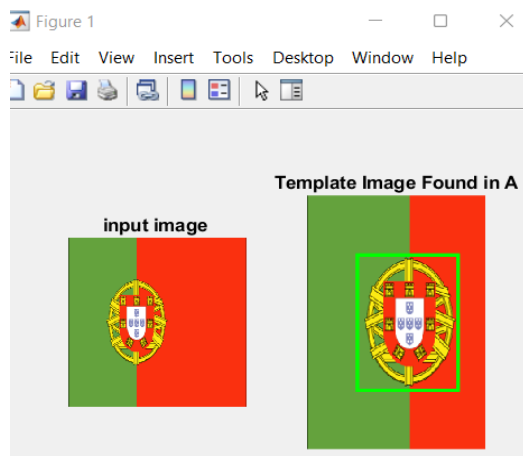 Figure 1
File Edit View Insert Tools Desktop Window Help
Template Image Found in A
input image